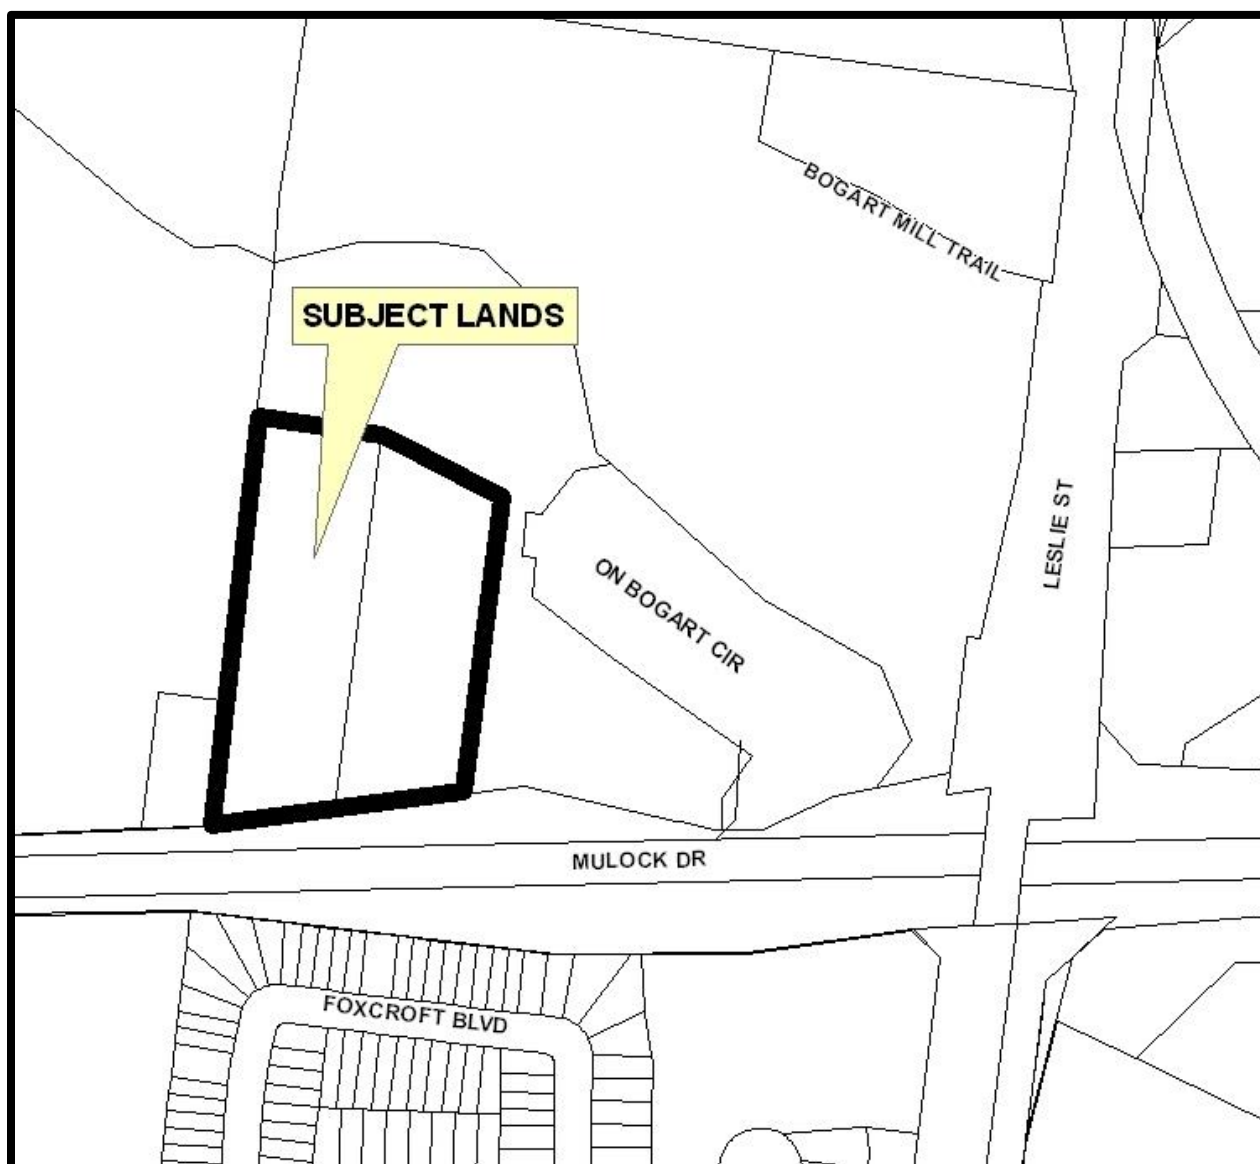 BOGART MILL TRAIL
SUBJECT LANDS
LESLIE ST
ON BOGART CIR
MULOCK DR
FOXCROFT BLVD